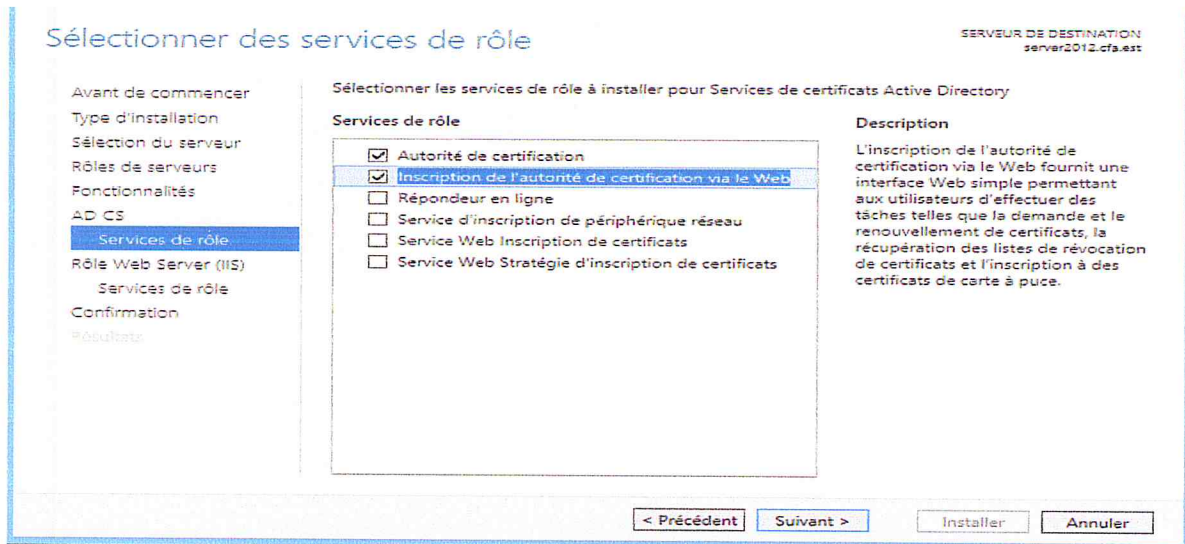 Sélectionner des services de rôle
SERVEUR DE DESTINATION
server2012.cfa.est
Avant de commencer
Type d'installation
Sélection du serveur
Rôles de serveurs
Fonctionnalités
AD CS
Services de rôle
Rôle Web Server (IIS)
Services de rôle
Confirmation
Résultats
Sélectionner les services de rôle à installer pour Services de certificats Active Directory
Services de rôle
Autorité de certification
Inscription de l'autorité de certification via le Web
Répondeur en ligne
Service d'inscription de périphérique réseau
Service Web Inscription de certificats
Service Web Stratégie d'inscription de certificats
Description
L'inscription de l'autorité de
certification via le Web fournit une
interface Web simple permettant
aux utilisateurs d'effectuer des
tâches telles que la demande et le
renouvellement de certificats, la
récupération des listes de révocation
de certificats et l'inscription à des
certificats de carte à puce.
< Précédent
Suivant >
Installer
Annuler